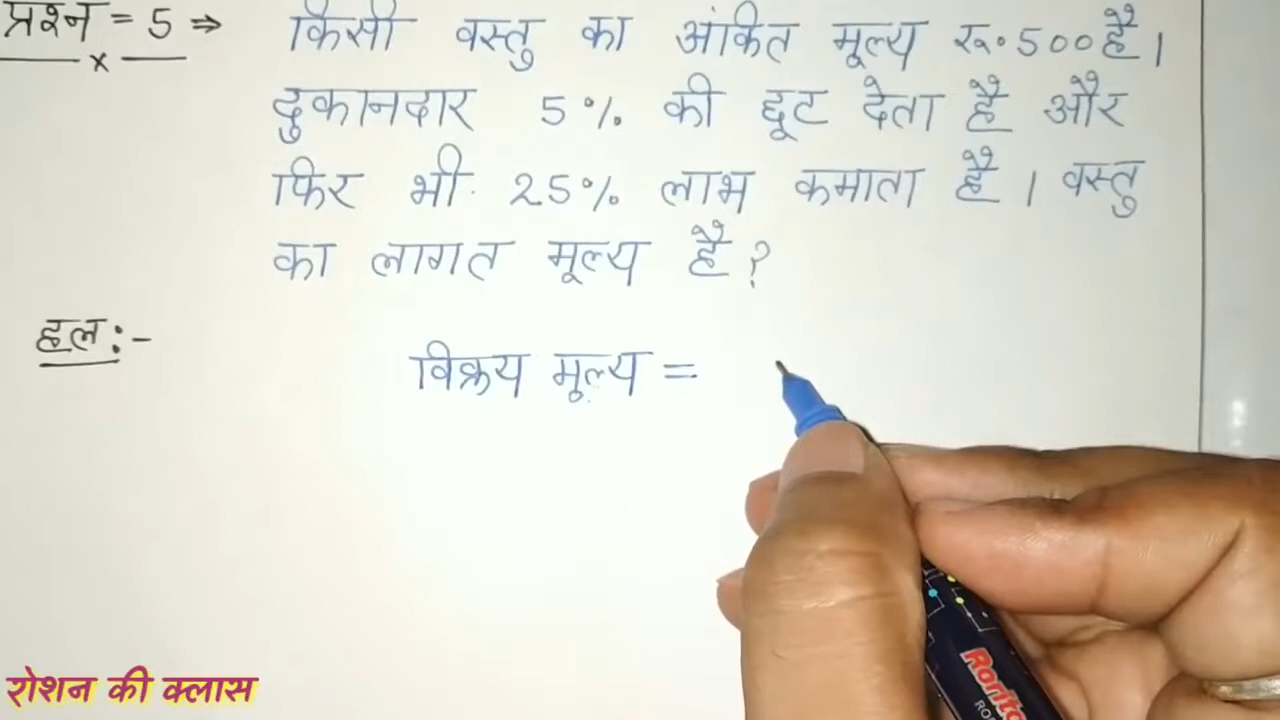 प्रश्न = 5 ⇒ किसी वस्तु का अंकित मूल्य रू॰ 500 है।
दुकानदार 5% की छूट देता है और
फिर भी 25% लाभ कमाता है। वस्तु
का लागत मूल्य है?
हल:-
विक्रय मूल्य =
रोशन की क्लास